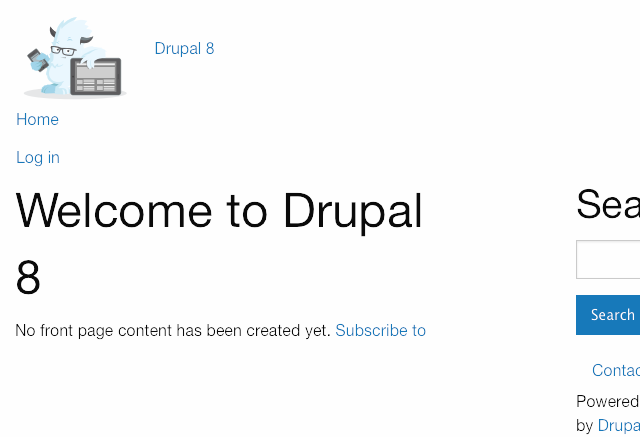 Drupal 8
Home
Log in
Welcome to Drupal
8
No front page content has been created yet. Subscribe to
Sea
Search
Contac
Powered
by Drupa